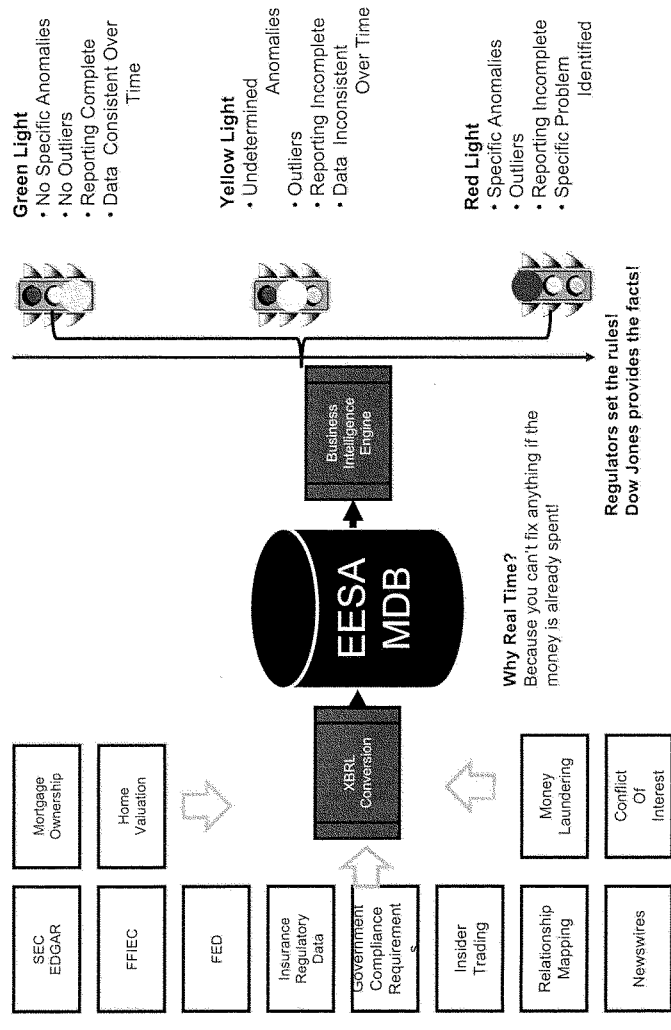 SEC
EDGAR
FFIEC
FED
Insurance
Regulatory
Data
Government
Compliance
Requirement
s
Insider
Trading
Relationship
Mapping
Newswires
Mortgage
Ownership
Home
Valuation
Money
Laundering
Conflict
Of
Interest
XBRL
Conversion
EESA
MDB
Business
Intelligence
Engine
Why Real Time?
Because you can't fix anything if the
money is already spent!
Green Light
• No Specific Anomalies
• No Outliers
• Reporting Complete
• Data Consistent Over
Time
Yellow Light
• Undetermined
Anomalies
• Outliers
• Reporting Incomplete
• Data Inconsistent
Over Time
Red Light
• Specific Anomalies
• Outliers
• Reporting Incomplete
• Specific Problem
Identified
Regulators set the rules!
Dow Jones provides the facts!